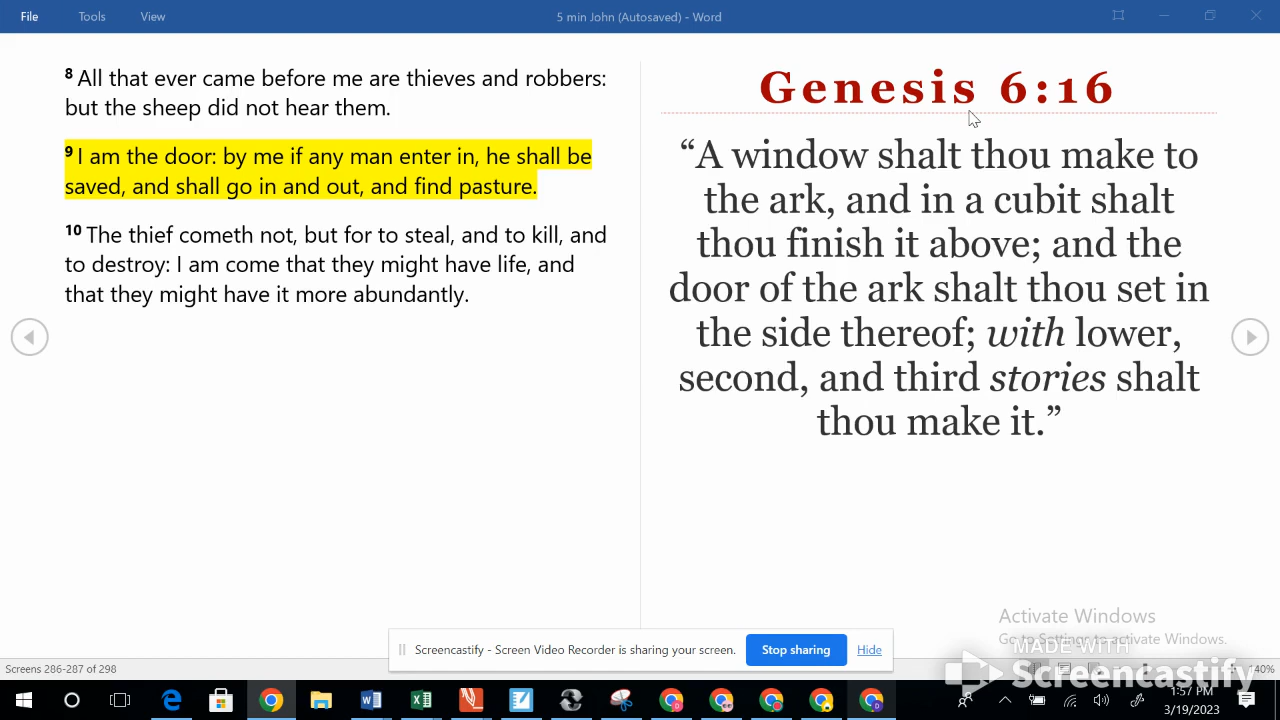 File Tools View 5 min John (Autosaved) - Word
8 All that ever came before me are thieves and robbers:
but the sheep did not hear them.
9 I am the door: by me if any man enter in, he shall be
saved, and shall go in and out, and find pasture.
10 The thief cometh not, but for to steal, and to kill, and
to destroy: I am come that they might have life, and
that they might have it more abundantly.
Genesis 6:16
“A window shalt thou make to
the ark, and in a cubit shalt
thou finish it above; and the
door of the ark shalt thou set in
the side thereof; with lower,
second, and third stories shalt
thou make it.”
Activate Windows
Go to Settings to activate Windows.
MADE WITH
Screencastify
Screencastify - Screen Video Recorder is sharing your screen. Stop sharing Hide
Screens 286-287 of 298
140%
1:57 PM
3/19/2023